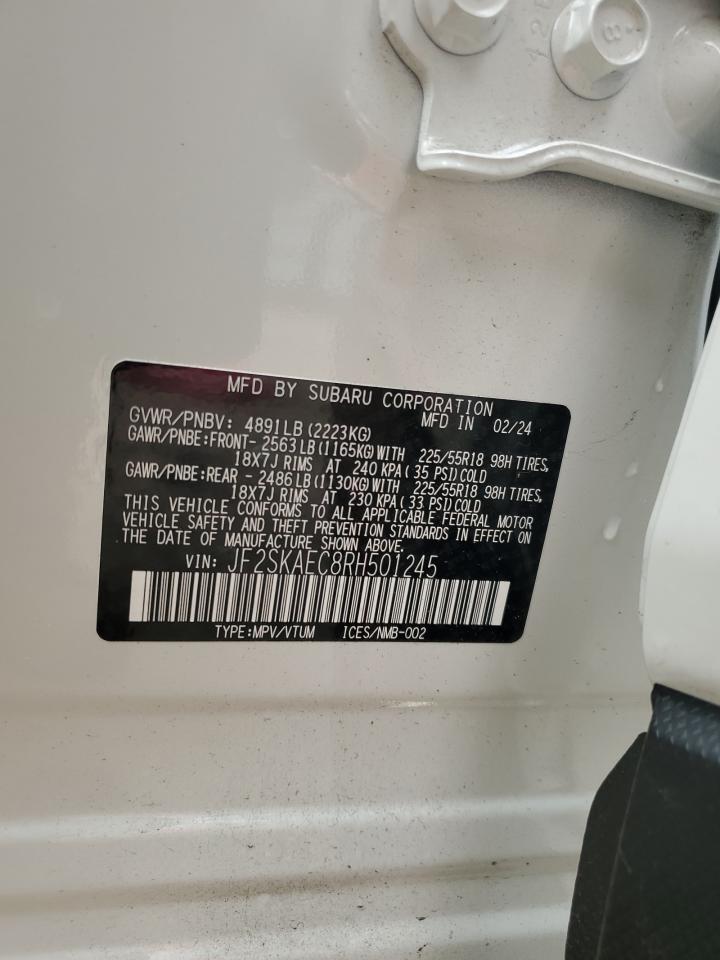 8
MFD BY SUBARU CORPORATION
GVWR/PNBV: 4891LB(2223KG) MFD IN 02/24
GAWR/PNBE:FRONT- 2563LB(1165KG)WITH 225/55R18 98H TIRES,
18X7J RIMS AT 240 KPA( 35 PSI)COLD
GAWR/PNBE:REAR - 2486LB(1130KG)WITH 225/55R18 98H TIRES,
18X7J RIMS AT 230 KPA( 33 PSI)COLD
THIS VEHICLE CONFORMS TO ALL APPLICABLE FEDERAL MOTOR
VEHICLE SAFETY AND THEFT PREVENTION STANDARDS IN EFFECT ON
THE DATE OF MANUFACTURE SHOWN ABOVE.
VIN: JF2SKAEC8RH501245
TYPE:MPV/VTUM ICES/NMB-002